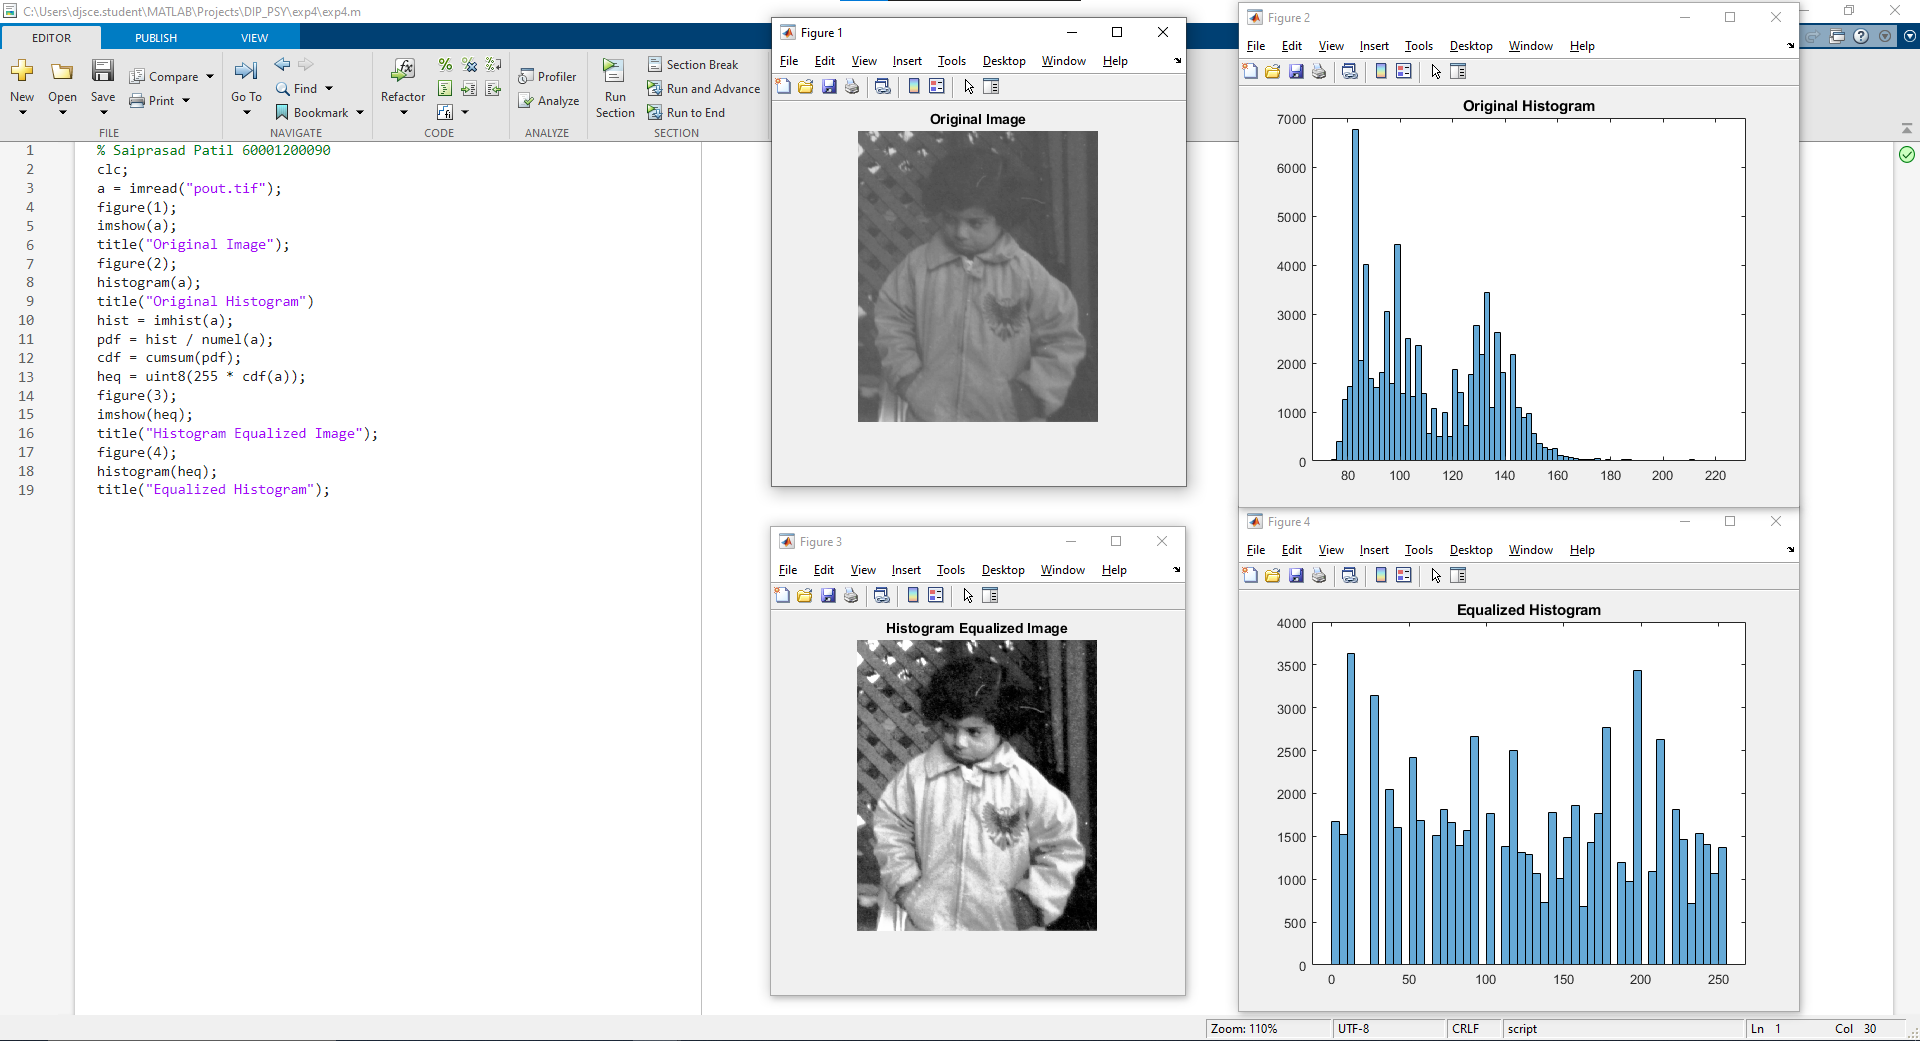 C:\Users\djsce.student\MATLAB\Projects\DIP_PSY\exp4\exp4.m
EDITOR PUBLISH VIEW
New Open Save Compare Print
FILE
Go To Find Bookmark
NAVIGATE
Refactor
CODE
Profiler Analyze
ANALYZE
Run Section Section Break Run and Advance Run to End
SECTION
1 % Saiprasad Patil 60001200090
2 clc;
3 a = imread("pout.tif");
4 figure(1);
5 imshow(a);
6 title("Original Image");
7 figure(2);
8 histogram(a);
9 title("Original Histogram")
10 hist = imhist(a);
11 pdf = hist / numel(a);
12 cdf = cumsum(pdf);
13 heq = uint8(255 * cdf(a));
14 figure(3);
15 imshow(heq);
16 title("Histogram Equalized Image");
17 figure(4);
18 histogram(heq);
19 title("Equalized Histogram");
Figure 1
File Edit View Insert Tools Desktop Window Help
Original Image
Figure 2
File Edit View Insert Tools Desktop Window Help
Original Histogram
7000
6000
5000
4000
3000
2000
1000
0
80 100 120 140 160 180 200 220
Figure 3
File Edit View Insert Tools Desktop Window Help
Histogram Equalized Image
Figure 4
File Edit View Insert Tools Desktop Window Help
Equalized Histogram
4000
3500
3000
2500
2000
1500
1000
500
0
0 50 100 150 200 250
Zoom: 110% UTF-8 CRLF script Ln 1 Col 30